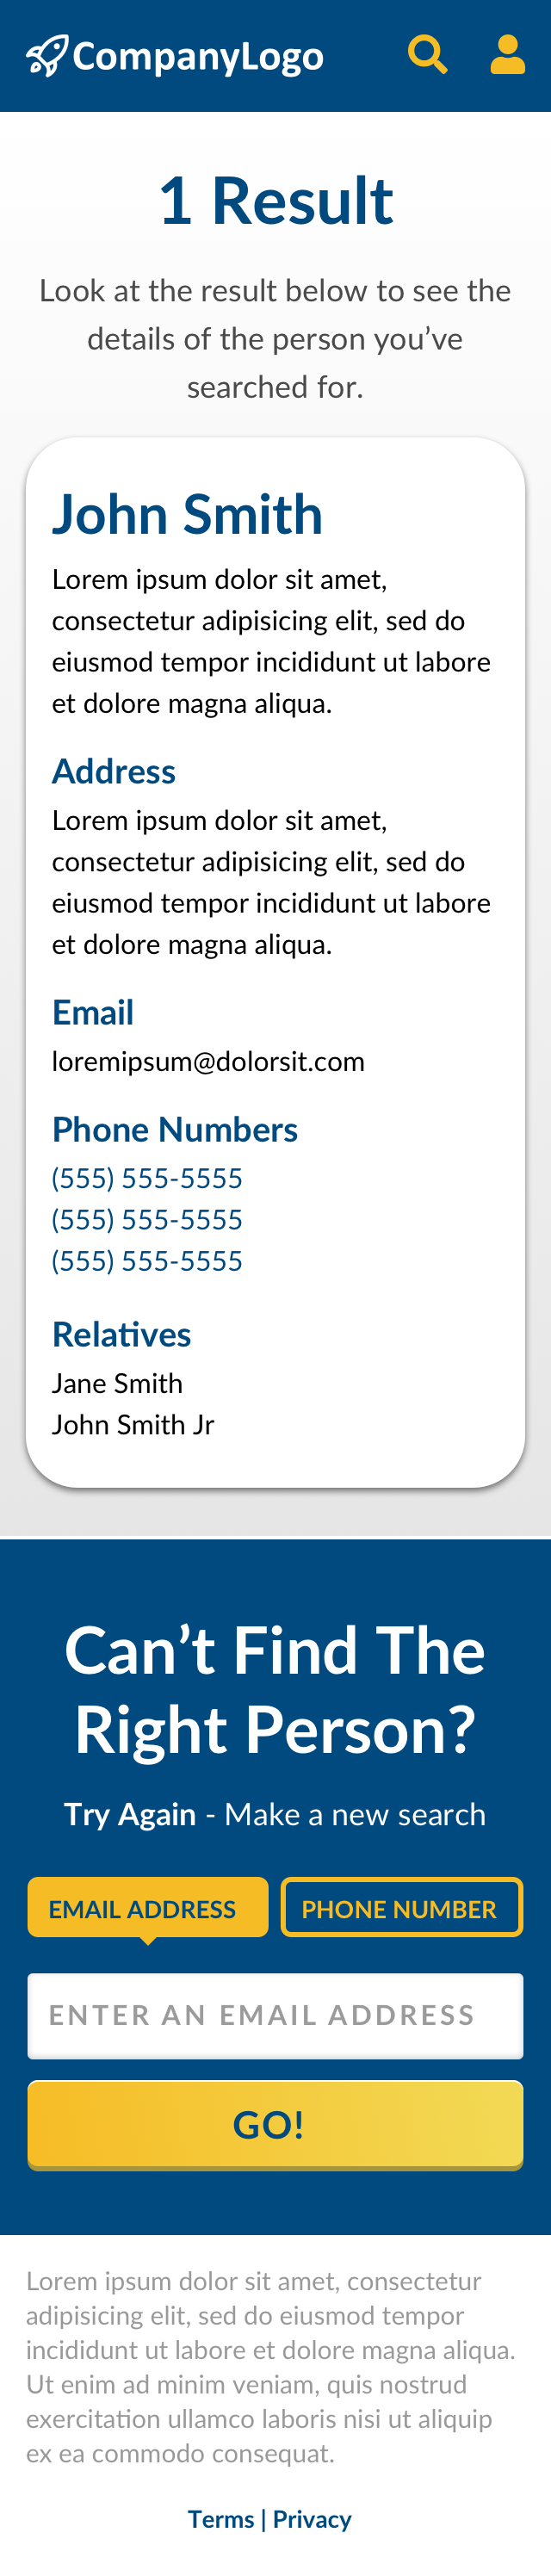 CompanyLogo
1 Result
Look at the result below to see the
details of the person you’ve
searched for.
John Smith
Lorem ipsum dolor sit amet,
consectetur adipisicing elit, sed do
eiusmod tempor incididunt ut labore
et dolore magna aliqua.
Address
Lorem ipsum dolor sit amet,
consectetur adipisicing elit, sed do
eiusmod tempor incididunt ut labore
et dolore magna aliqua.
Email
loremipsum@dolorsit.com
Phone Numbers
(555) 555-5555
(555) 555-5555
(555) 555-5555
Relatives
Jane Smith
John Smith Jr
Can’t Find The
Right Person?
Try Again - Make a new search
EMAIL ADDRESS PHONE NUMBER
ENTER AN EMAIL ADDRESS
GO!
Lorem ipsum dolor sit amet, consectetur
adipisicing elit, sed do eiusmod tempor
incididunt ut labore et dolore magna aliqua.
Ut enim ad minim veniam, quis nostrud
exercitation ullamco laboris nisi ut aliquip
ex ea commodo consequat.
Terms | Privacy